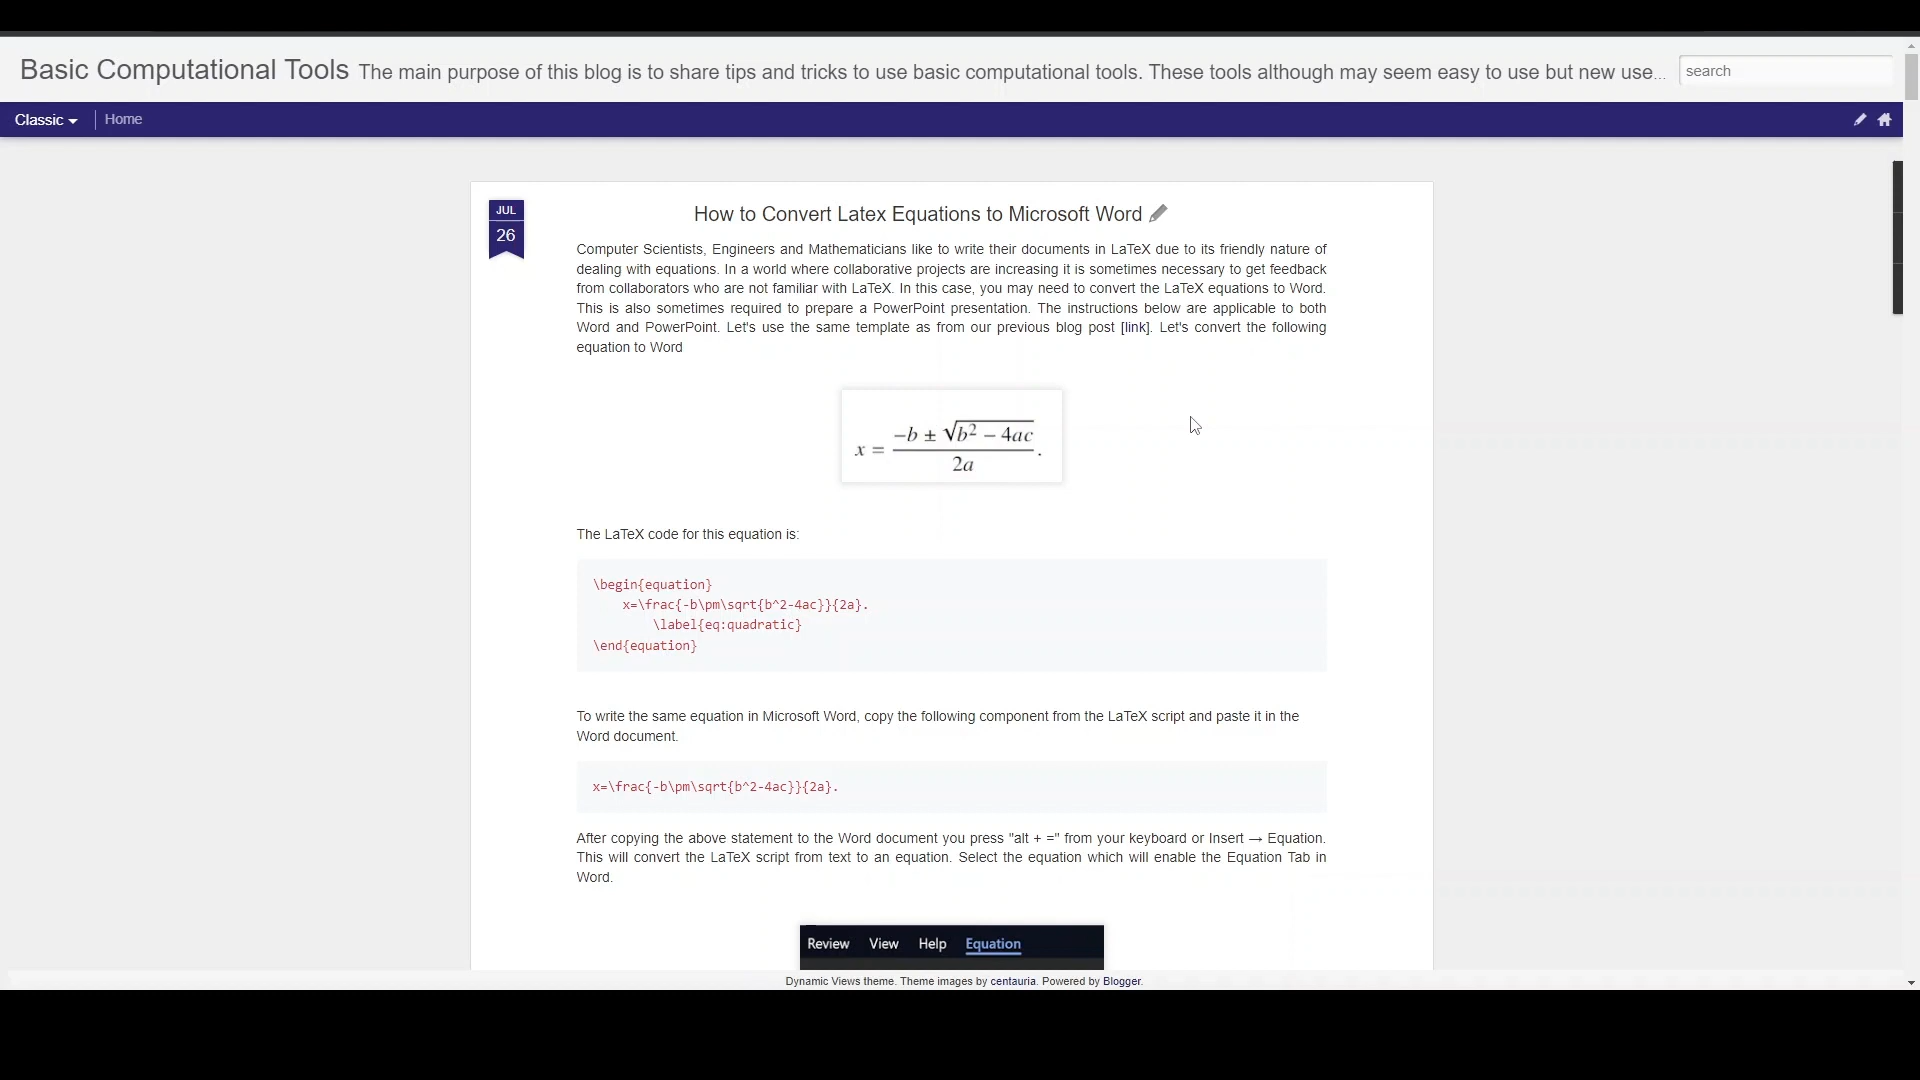 Basic Computational Tools The main purpose of this blog is to share tips and tricks to use basic computational tools. These tools although may seem easy to use but new use... search
Classic Home
JUL
26
How to Convert Latex Equations to Microsoft Word
Computer Scientists, Engineers and Mathematicians like to write their documents in LaTeX due to its friendly nature of
dealing with equations. In a world where collaborative projects are increasing it is sometimes necessary to get feedback
from collaborators who are not familiar with LaTeX. In this case, you may need to convert the LaTeX equations to Word.
This is also sometimes required to prepare a PowerPoint presentation. The instructions below are applicable to both
Word and PowerPoint. Let's use the same template as from our previous blog post [link]. Let's convert the following
equation to Word
−b ± √b² − 4ac
x = .
2a
The LaTeX code for this equation is:
\begin{equation}
x=\frac{-b\pm\sqrt{b^2-4ac}}{2a}.
\label{eq:quadratic}
\end{equation}
To write the same equation in Microsoft Word, copy the following component from the LaTeX script and paste it in the
Word document.
x=\frac{-b\pm\sqrt{b^2-4ac}}{2a}.
After copying the above statement to the Word document you press "alt + =" from your keyboard or Insert → Equation.
This will convert the LaTeX script from text to an equation. Select the equation which will enable the Equation Tab in
Word.
Review View Help Equation
Dynamic Views theme. Theme images by centauria. Powered by Blogger.